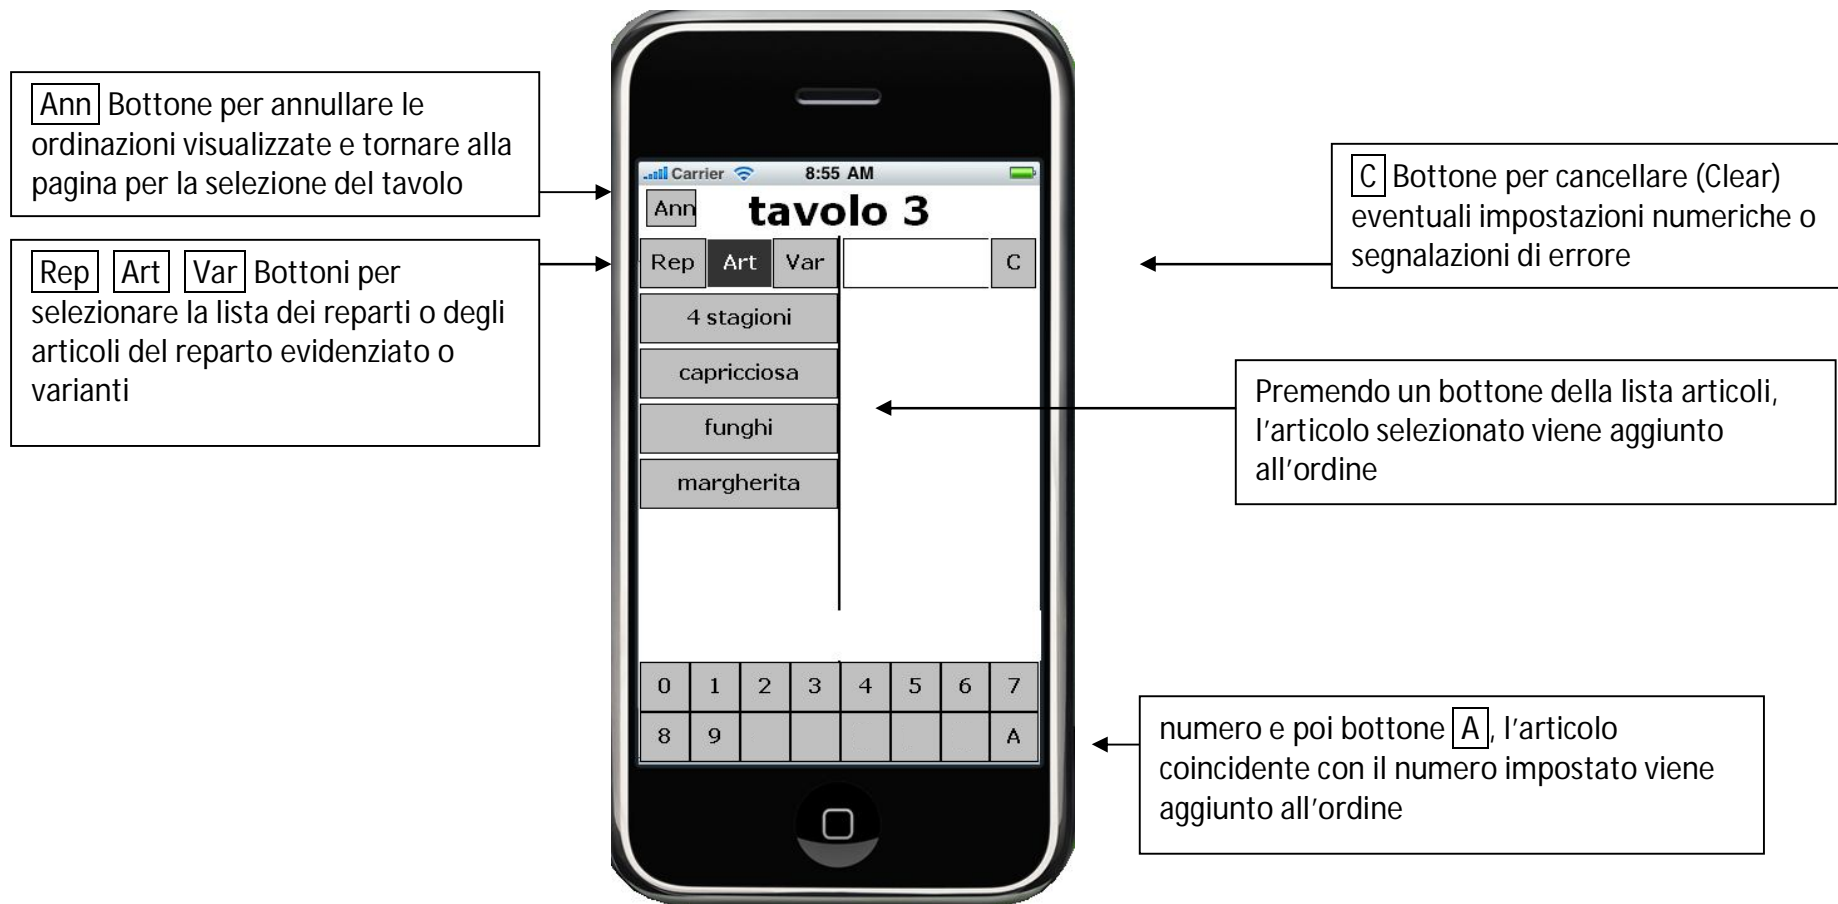 Ann Bottone per annullare le
ordinazioni visualizzate e tornare alla
pagina per la selezione del tavolo
Rep Art Var Bottoni per
selezionare la lista dei reparti o degli
articoli del reparto evidenziato o
varianti
Carrier 8:55 AM
Ann tavolo 3
Rep Art Var C
4 stagioni
capricciosa
funghi
margherita
0 1 2 3 4 5 6 7
8 9 A
C Bottone per cancellare (Clear)
eventuali impostazioni numeriche o
segnalazioni di errore
Premendo un bottone della lista articoli,
l’articolo selezionato viene aggiunto
all’ordine
numero e poi bottone A, l’articolo
coincidente con il numero impostato viene
aggiunto all’ordine